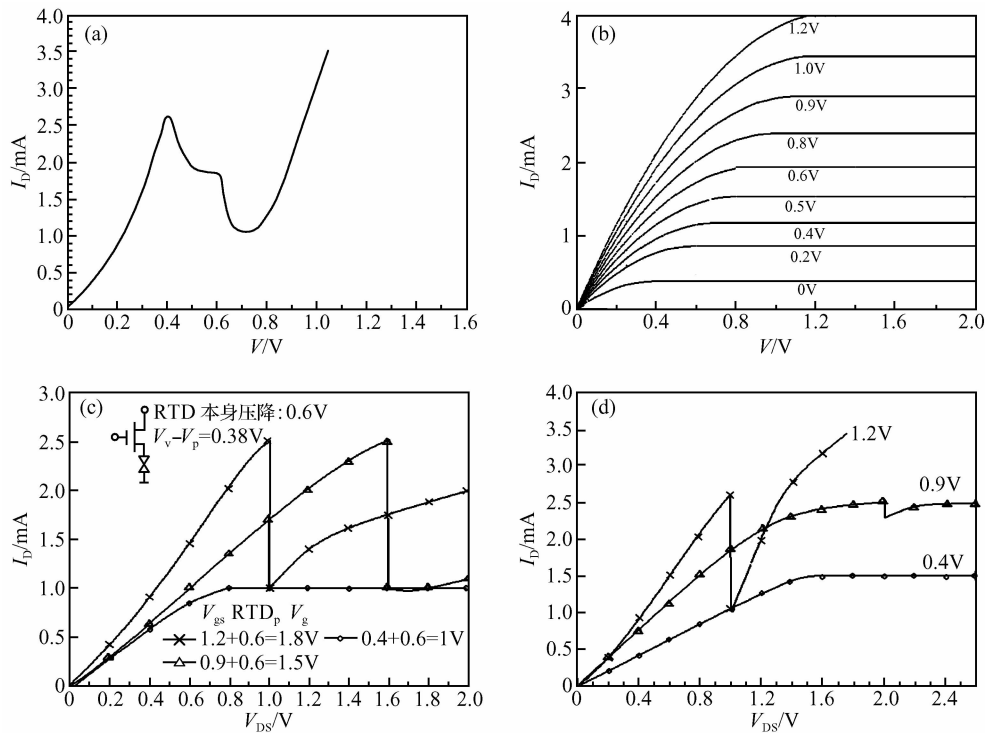 (a)
4.0
3.5
3.0
2.5
2.0
1.5
1.0
0.5
0
I_D/mA
0 0.2 0.4 0.6 0.8 1.0 1.2 1.4 1.6
V/V
(b)
4
3
2
1
0
I_D/mA
1.2V
1.0V
0.9V
0.8V
0.6V
0.5V
0.4V
0.2V
0V
0 0.4 0.8 1.2 1.6 2.0
V/V
(c)
3.0
2.5
2.0
1.5
1.0
0.5
0
I_D/mA
RTD 本身压降:0.6V
V_v-V_p=0.38V
V_gs RTD_p V_g
1.2+0.6=1.8V 0.4+0.6=1V
0.9+0.6=1.5V
0 0.2 0.4 0.6 0.8 1.0 1.2 1.4 1.6 1.8 2.0
V_DS/V
(d)
4.0
3.5
3.0
2.5
2.0
1.5
1.0
0.5
0
I_D/mA
1.2V
0.9V
0.4V
0 0.4 0.8 1.2 1.6 2.0 2.4
V_DS/V